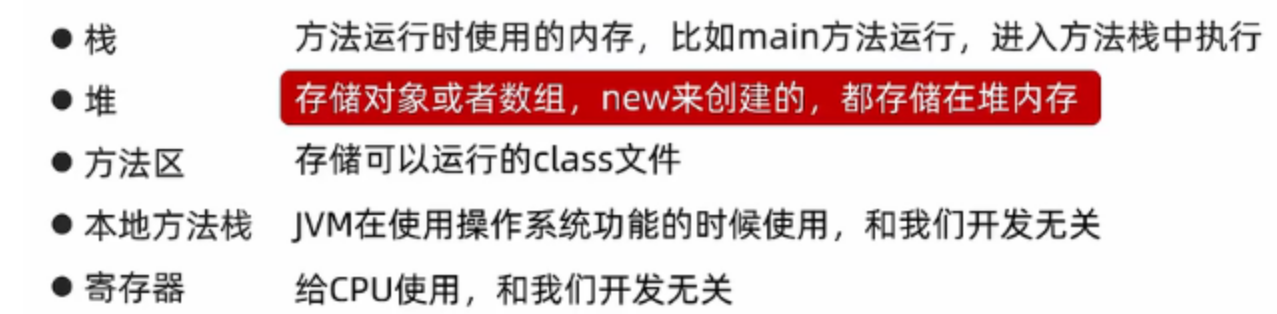 ● 栈 方法运行时使用的内存，比如main方法运行，进入方法栈中执行
● 堆 存储对象或者数组，new来创建的，都存储在堆内存
● 方法区 存储可以运行的class文件
● 本地方法栈 JVM在使用操作系统功能的时候使用，和我们开发无关
● 寄存器 给CPU使用，和我们开发无关